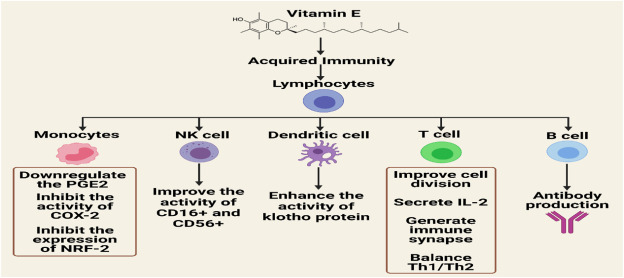 Vitamin E
HO
O
Acquired Immunity
Lymphocytes
Monocytes
NK cell
Dendritic cell
T cell
B cell
Downregulate
the PGE2
Inhibit the
activity of
COX-2
Inhibit the
expression
of NRF-2
Improve the
activity of
CD16+ and
CD56+
Enhance the
activity of
klotho protein
Improve cell
division
Secrete IL-2
Generate
immune
synapse
Balance
Th1/Th2
Antibody
production